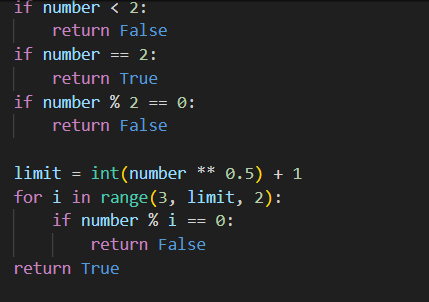 if number < 2:
    return False
if number == 2:
    return True
if number % 2 == 0:
    return False

limit = int(number ** 0.5) + 1
for i in range(3, limit, 2):
    if number % i == 0:
        return False
return True